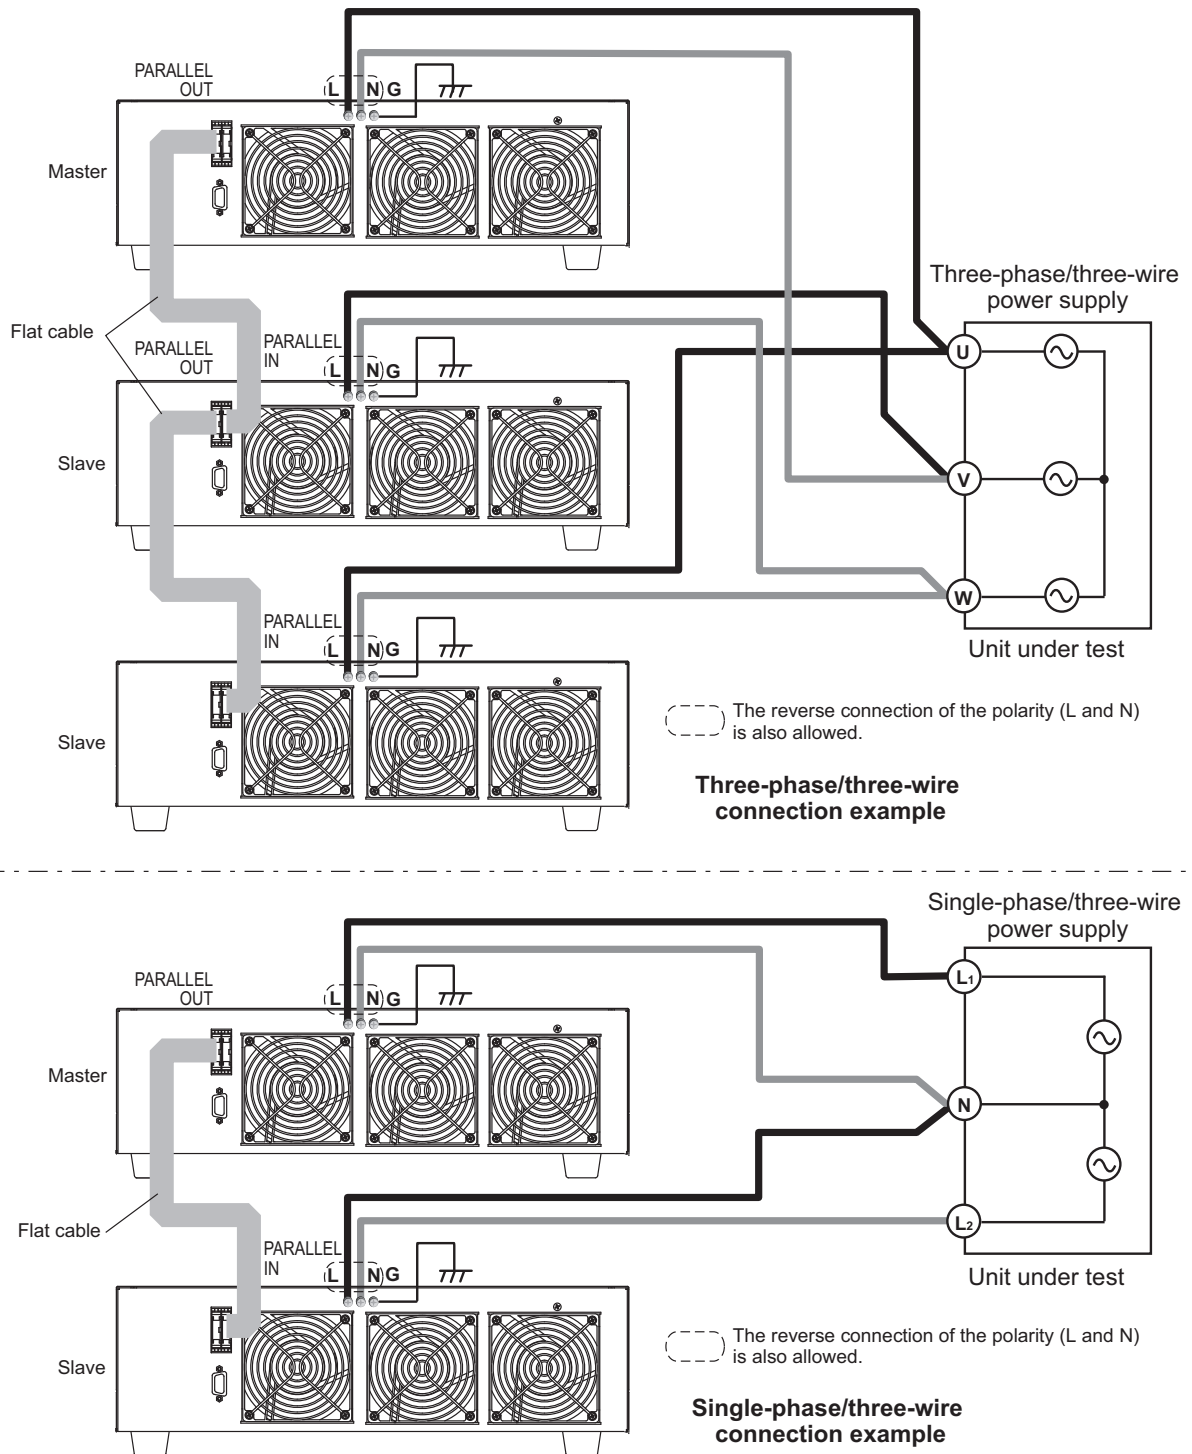 PARALLEL
OUT
L N G
Master
Three-phase/three-wire
power supply
Flat cable
PARALLEL
OUT
PARALLEL
IN
L N G
U
Slave
V
W
PARALLEL
IN
L N G
Unit under test
Slave
The reverse connection of the polarity (L and N)
is also allowed.
Three-phase/three-wire
connection example
Single-phase/three-wire
power supply
PARALLEL
OUT
L N G
L1
Master
N
Flat cable
L2
PARALLEL
IN
L N G
Unit under test
Slave
The reverse connection of the polarity (L and N)
is also allowed.
Single-phase/three-wire
connection example